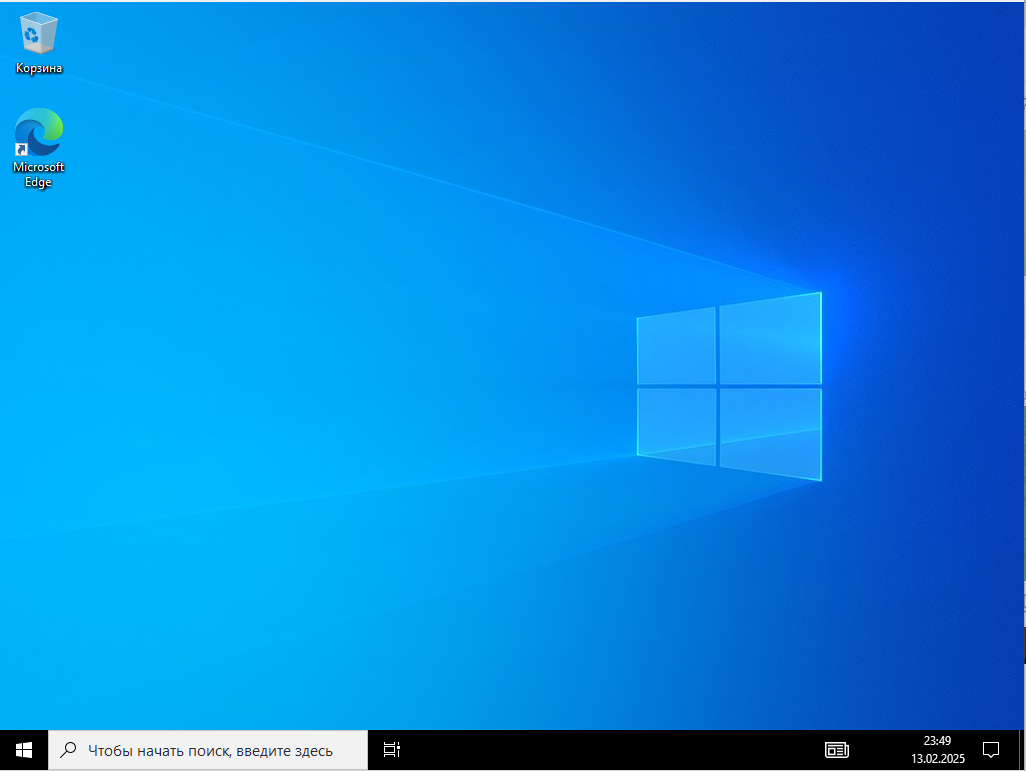 Корзина
Microsoft
Edge
Чтобы начать поиск, введите здесь
23:49
13.02.2025